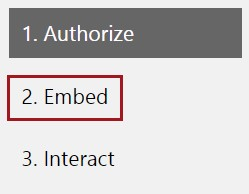 1. Authorize
2. Embed
3. Interact